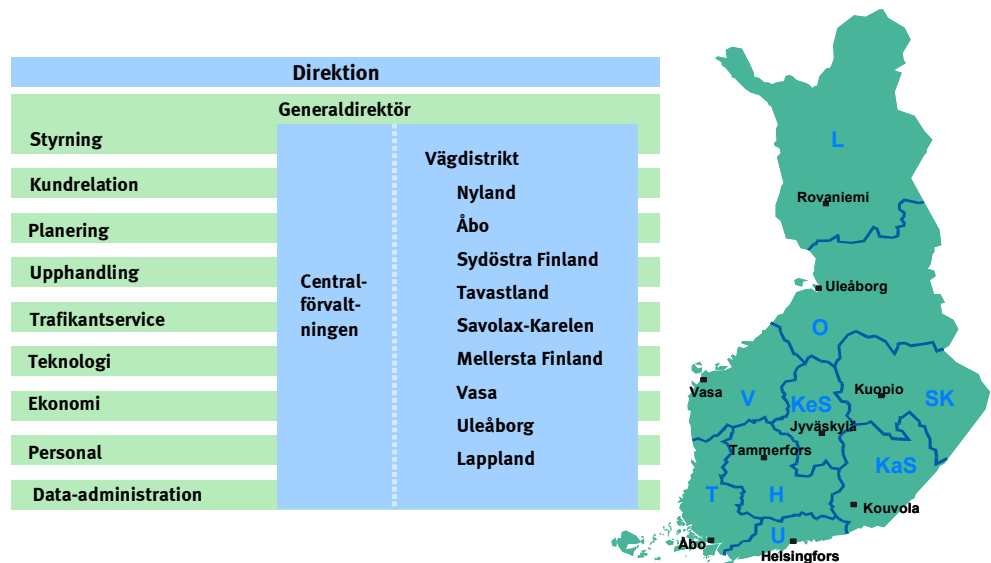 Direktion
Generaldirektör
Styrning
Kundrelation
Planering
Upphandling
Trafikantservice
Teknologi
Ekonomi
Personal
Data-administration
Central-
förvalt-
ningen
Vägdistrikt
Nyland
Åbo
Sydöstra Finland
Tavastland
Savolax-Karelen
Mellersta Finland
Vasa
Uleåborg
Lappland
L
Rovaniemi
Uleåborg
O
Vasa
V
KeS
Kuopio
SK
Jyväskylä
Tammerfors
KaS
T
H
Kouvola
U
Åbo
Helsingfors